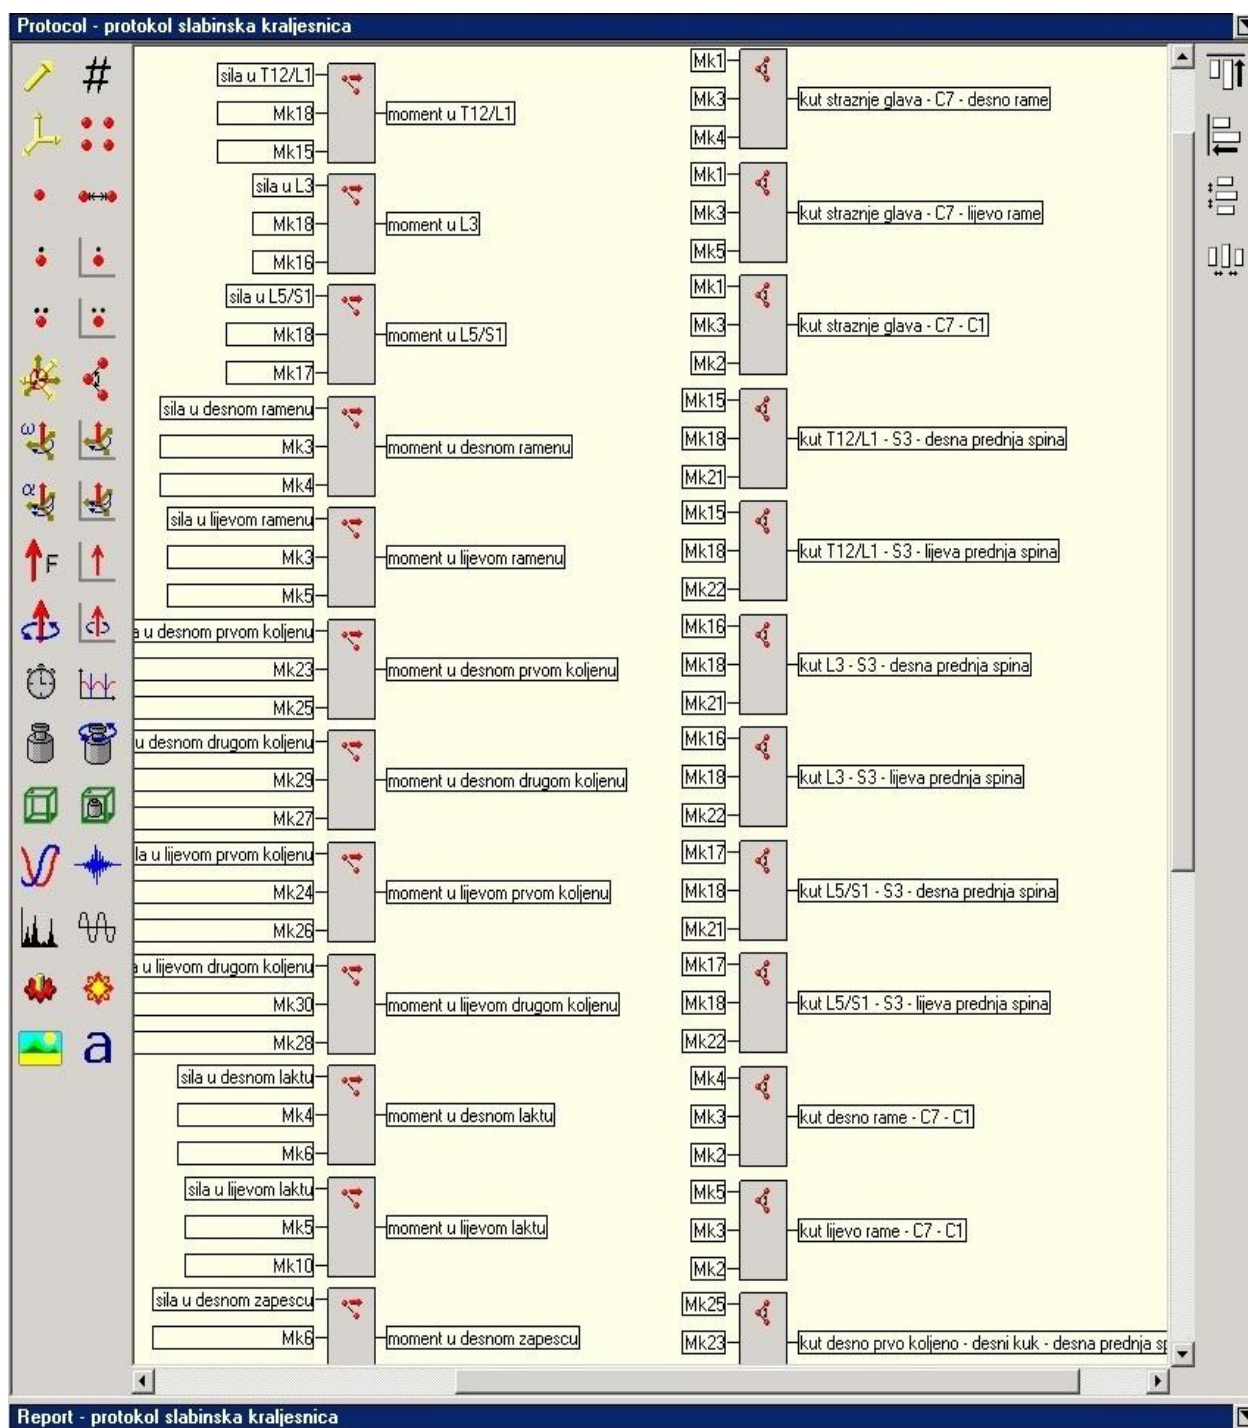 Protocol - protokol slabinska kraljesnica
#
ω
α
F
a
sila u T12/L1
Mk18
Mk15
moment u T12/L1
sila u L3
Mk18
Mk16
moment u L3
sila u L5/S1
Mk18
Mk17
moment u L5/S1
sila u desnom ramenu
Mk3
Mk4
moment u desnom ramenu
sila u lijevom ramenu
Mk3
Mk5
moment u lijevom ramenu
a u desnom prvom koljenu
Mk23
Mk25
moment u desnom prvom koljenu
u desnom drugom koljenu
Mk29
Mk27
moment u desnom drugom koljenu
la u lijevom prvom koljenu
Mk24
Mk26
moment u lijevom prvom koljenu
a u lijevom drugom koljenu
Mk30
Mk28
moment u lijevom drugom koljenu
sila u desnom laktu
Mk4
Mk6
moment u desnom laktu
sila u lijevom laktu
Mk5
Mk10
moment u lijevom laktu
sila u desnom zapescu
Mk6
moment u desnom zapescu
Mk1
Mk3
Mk4
kut straznje glava - C7 - desno rame
Mk1
Mk3
Mk5
kut straznje glava - C7 - lijevo rame
Mk1
Mk3
Mk2
kut straznje glava - C7 - C1
Mk15
Mk18
Mk21
kut T12/L1 - S3 - desna prednja spina
Mk15
Mk18
Mk22
kut T12/L1 - S3 - lijeva prednja spina
Mk16
Mk18
Mk21
kut L3 - S3 - desna prednja spina
Mk16
Mk18
Mk22
kut L3 - S3 - lijeva prednja spina
Mk17
Mk18
Mk21
kut L5/S1 - S3 - desna prednja spina
Mk17
Mk18
Mk22
kut L5/S1 - S3 - lijeva prednja spina
Mk4
Mk3
Mk2
kut desno rame - C7 - C1
Mk5
Mk3
Mk2
kut lijevo rame - C7 - C1
Mk25
Mk23
kut desno prvo koljeno - desni kuk - desna prednja sp
Report - protokol slabinska kraljesnica